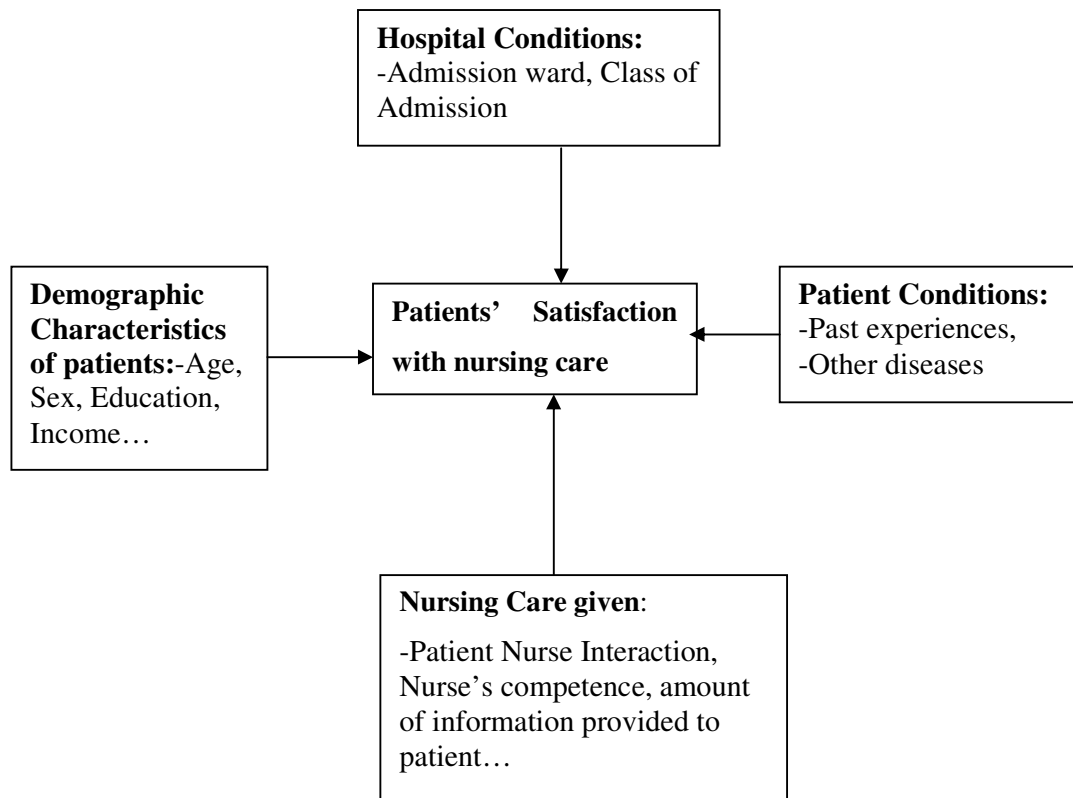 Hospital Conditions:
-Admission ward, Class of
Admission
Demographic
Characteristics
of patients:-Age,
Sex, Education,
Income…
Patients’ Satisfaction
with nursing care
Patient Conditions:
-Past experiences,
-Other diseases
Nursing Care given:
-Patient Nurse Interaction,
Nurse’s competence, amount
of information provided to
patient…